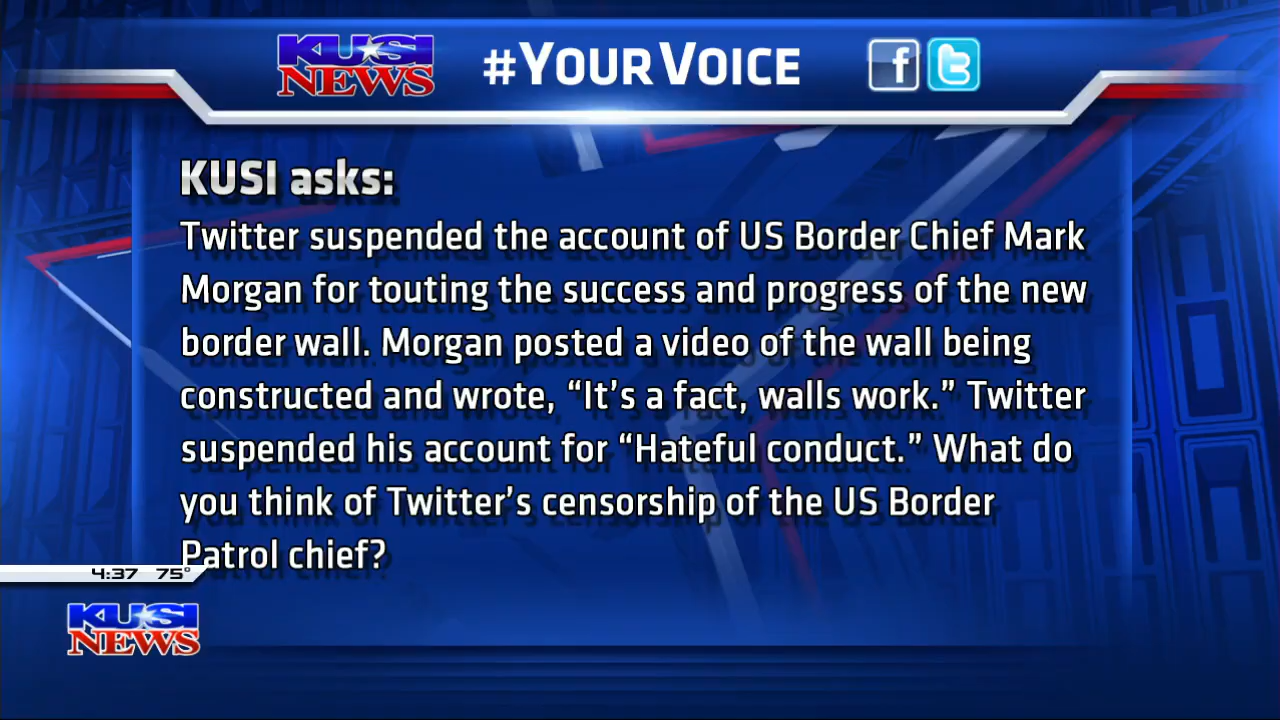 KUSI
NEWS
#YOUR VOICE
f
t
KUSI asks:
Twitter suspended the account of US Border Chief Mark
Morgan for touting the success and progress of the new
border wall. Morgan posted a video of the wall being
constructed and wrote, “It’s a fact, walls work.” Twitter
suspended his account for “Hateful conduct.” What do
you think of Twitter’s censorship of the US Border
Patrol chief?
4:37 75°
KUSI
NEWS